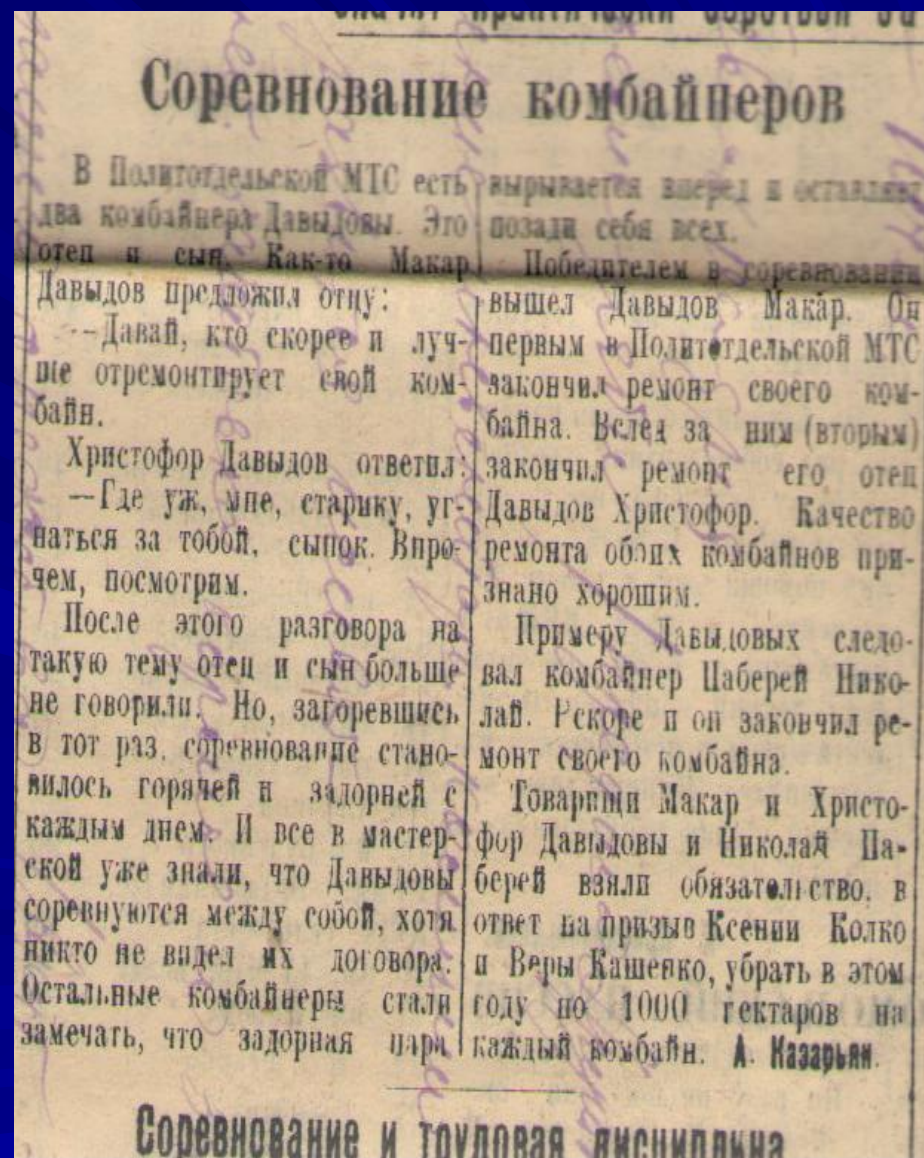 Соревнование комбайнеров
В Политотдельской МТС есть
два комбайнера Давыдовы. Это
отец и сын. Как-то Макар
Давыдов предложил отцу:
--Давай, кто скорее и луч-
ше отремонтирует свой ком-
байн.
Христофор Давыдов ответил:
—Где уж, мне, старику, уг-
наться за тобой, сынок. Впро-
чем, посмотрим.
После этого разговора на
такую тему отец и сын больше
не говорили. Но, загоревшись
в тот раз, соревнование стано-
вилось горячей и задорней с
каждым днем. И все в мастер-
ской уже знали, что Давыдовы
соревнуются между собой, хотя
никто не видел их договора.
Остальные комбайнеры стали
замечать, что задорная пара
вырывается вперед и оставляет
позади себя всех.
Победителем в соревновании
вышел Давыдов Макар. Он
первым в Политотдельской МТС
закончил ремонт своего ком-
байна. Вслед за ним (вторым)
закончил ремонт его отец
Давыдов Христофор. Качество
ремонта обоих комбайнов при-
знано хорошим.
Примеру Давыдовых следо-
вал комбайнер Цаберей Нико-
лай. Вскоре и он закончил ре-
монт своего комбайна.
Товарищи Макар и Христо-
фор Давыдовы и Николай Ца-
берей взяли обязательство, в
ответ на призыв Ксении Колко
и Веры Кашенко, убрать в этом
году по 1000 гектаров на
каждый комбайн. А. Казарьян.
Соревнование и трудовая дисциплина